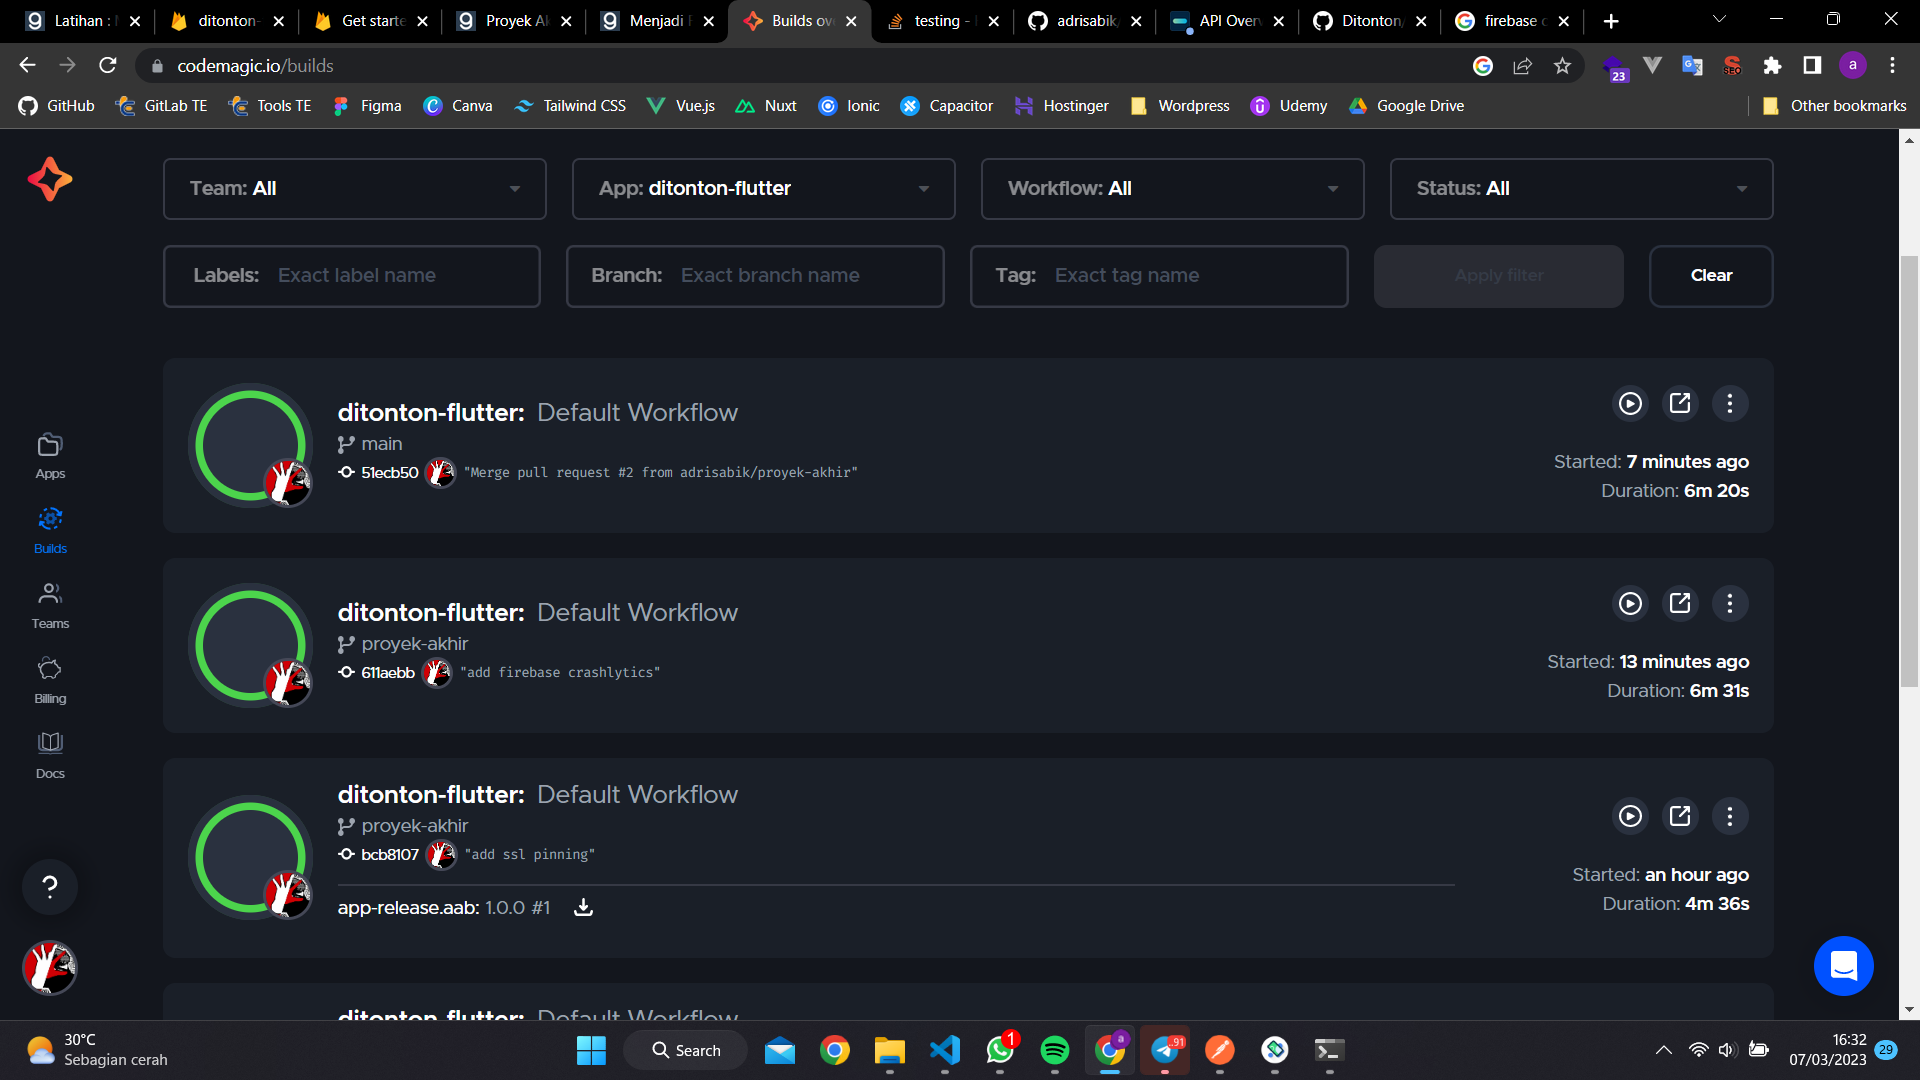 Latihan : M
ditonton-
Get starte
Proyek Ak
Menjadi F
Builds ove
testing -
adrisabik/
API Over
Ditonton/
firebase c
codemagic.io/builds
23
a
GitHub
GitLab TE
Tools TE
Figma
Canva
Tailwind CSS
Vue.js
Nuxt
Ionic
Capacitor
Hostinger
Wordpress
Udemy
Google Drive
Other bookmarks
Team: All
App: ditonton-flutter
Workflow: All
Status: All
Labels: Exact label name
Branch: Exact branch name
Tag: Exact tag name
Apply filter
Clear
Apps
Builds
Teams
Billing
Docs
?
ditonton-flutter: Default Workflow
main
51ecb50 "Merge pull request #2 from adrisabik/proyek-akhir"
Started: 7 minutes ago
Duration: 6m 20s
ditonton-flutter: Default Workflow
proyek-akhir
611aebb "add firebase crashlytics"
Started: 13 minutes ago
Duration: 6m 31s
ditonton-flutter: Default Workflow
proyek-akhir
bcb8107 "add ssl pinning"
app-release.aab: 1.0.0 #1
Started: an hour ago
Duration: 4m 36s
ditonton-flutter: Default Workflow
30°C
Sebagian cerah
Search
1
a
91
16:32
07/03/2023
29